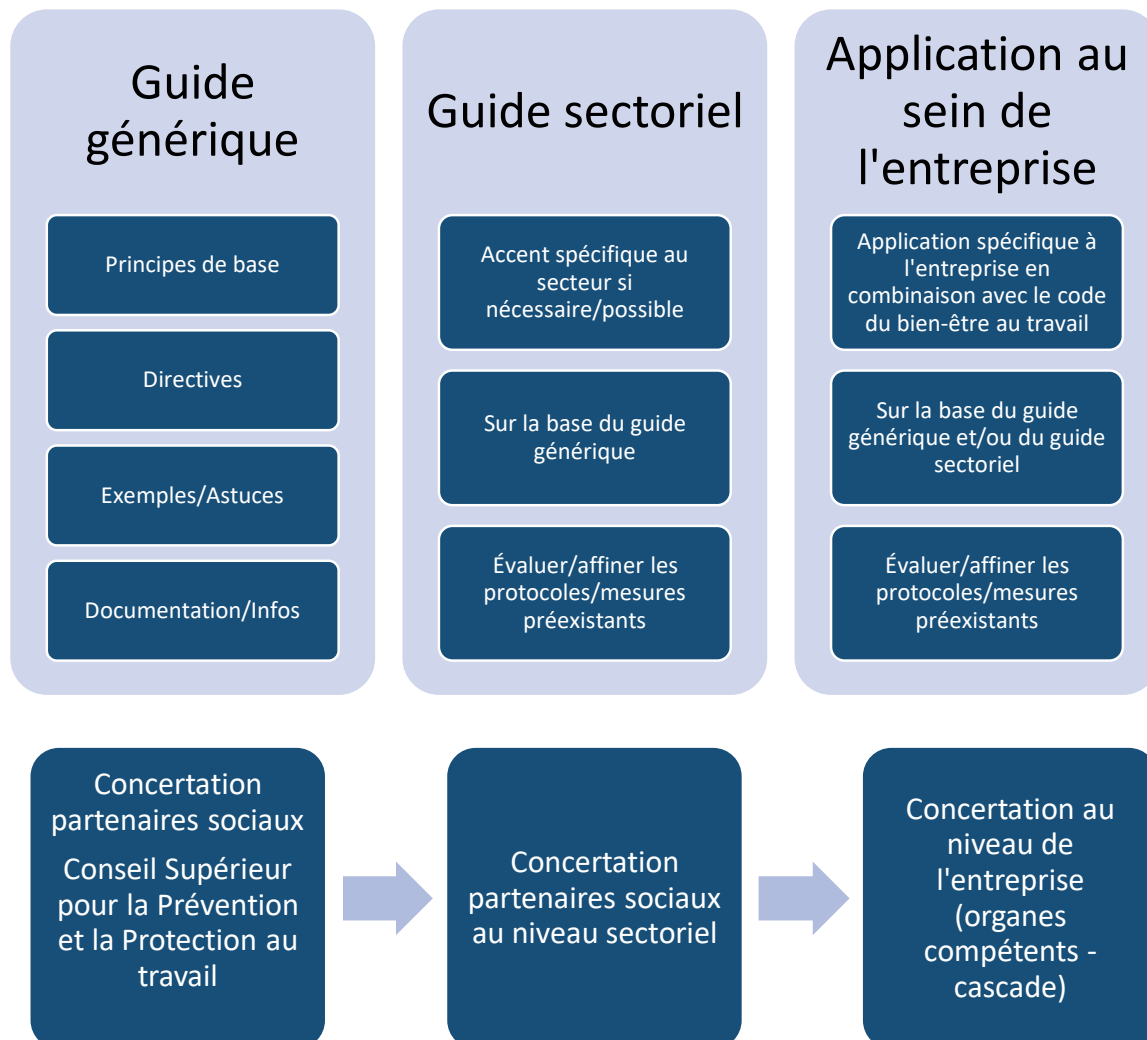 Guide
générique
Principes de base
Directives
Exemples/Astuces
Documentation/Infos
Guide sectoriel
Accent spécifique au
secteur si
nécessaire/possible
Sur la base du guide
générique
Évaluer/affiner les
protocoles/mesures
préexistants
Application au
sein de
l'entreprise
Application spécifique à
l'entreprise en
combinaison avec le code
du bien-être au travail
Sur la base du guide
générique et/ou du guide
sectoriel
Évaluer/affiner les
protocoles/mesures
préexistants
Concertation
partenaires sociaux
Conseil Supérieur
pour la Prévention
et la Protection au
travail
Concertation
partenaires sociaux
au niveau sectoriel
Concertation au
niveau de
l'entreprise
(organes
compétents -
cascade)